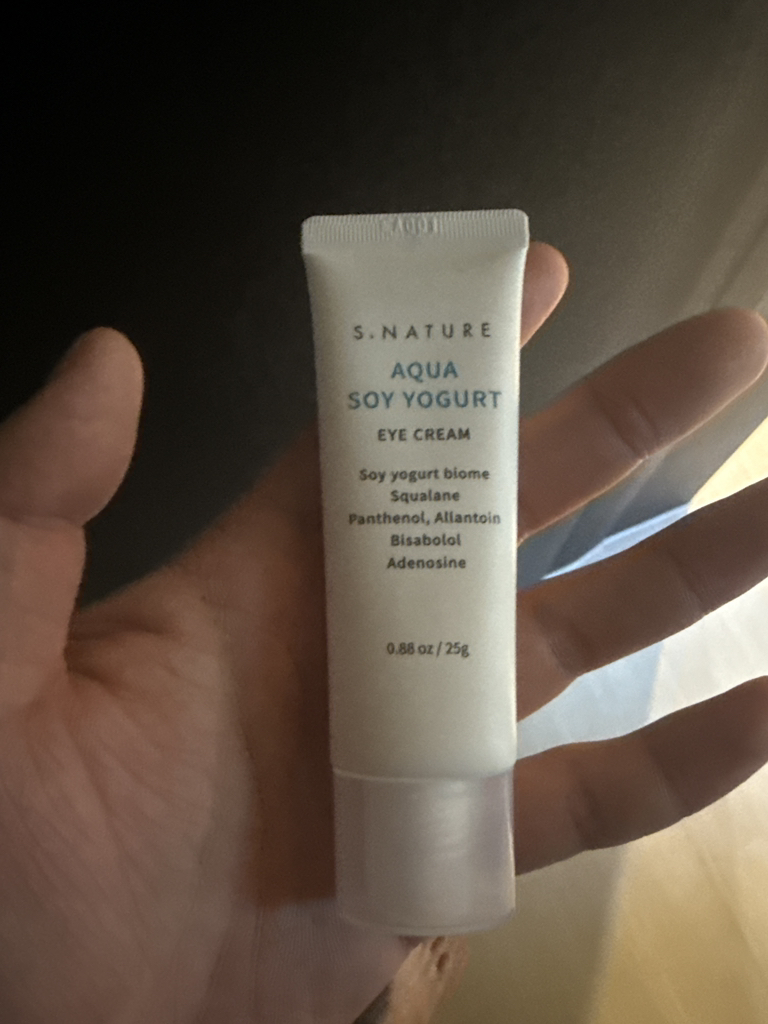 S.NATURE
AQUA
SOY YOGURT
EYE CREAM
Soy yogurt biome
Squalane
Panthenol, Allantoin
Bisabolol
Adenosine
0.88 oz / 25g